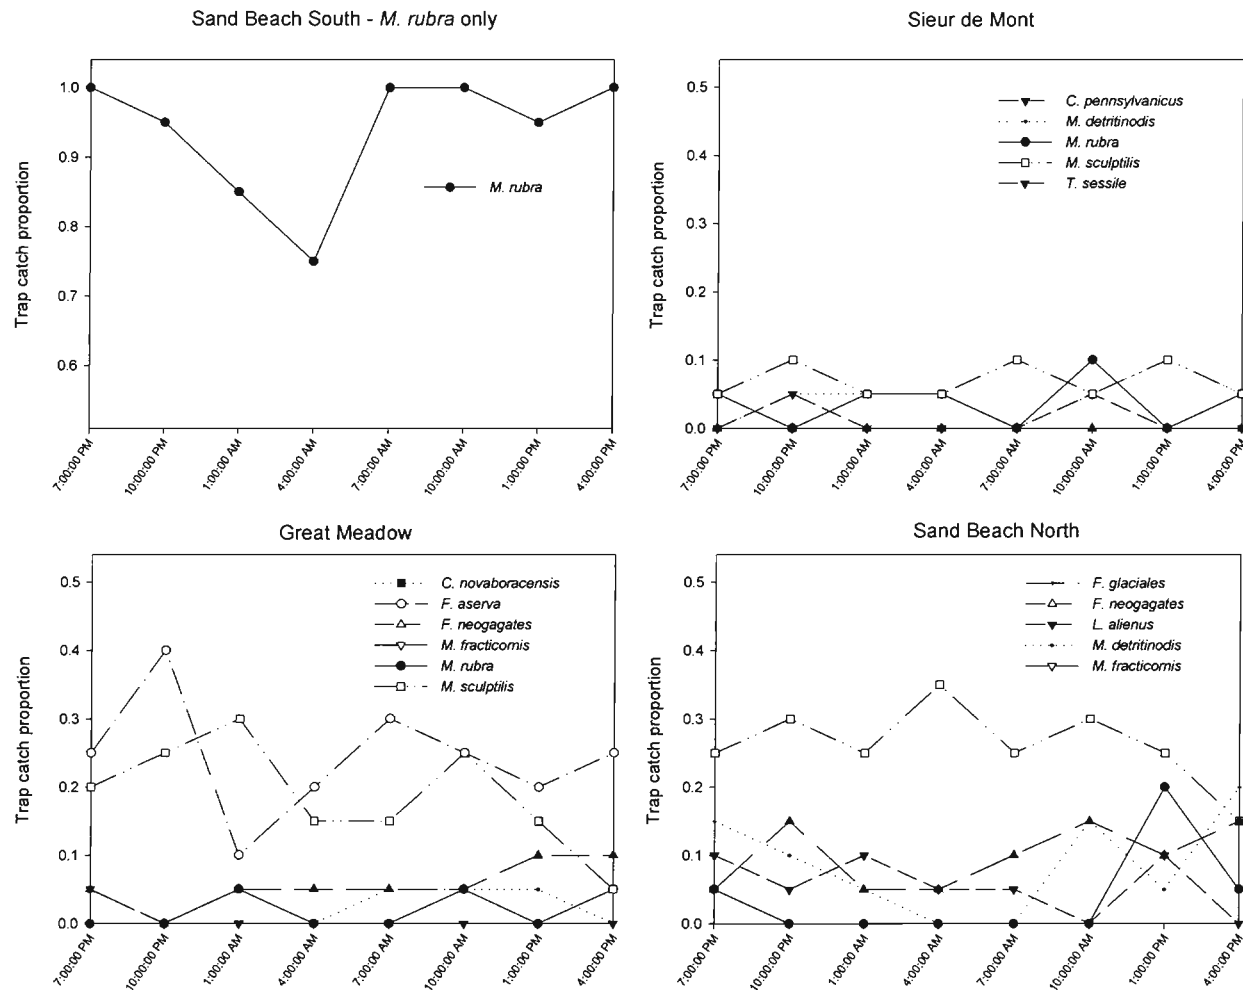 Sand Beach South - M. rubra only
Trap catch proportion
1.0
0.9
0.8
0.7
0.6
M. rubra
7:00:00 PM
10:00:00 PM
1:00:00 AM
4:00:00 AM
7:00:00 AM
10:00:00 AM
1:00:00 PM
4:00:00 PM
Sieur de Mont
Trap catch proportion
0.5
0.4
0.3
0.2
0.1
0.0
C. pennsylvanicus
M. detritinodis
M. rubra
M. sculptilis
T. sessile
7:00:00 PM
10:00:00 PM
1:00:00 AM
4:00:00 AM
7:00:00 AM
10:00:00 AM
1:00:00 PM
4:00:00 PM
Great Meadow
Trap catch proportion
0.5
0.4
0.3
0.2
0.1
0.0
C. novaboracensis
F. aserva
F. neogagates
M. fracticornis
M. rubra
M. sculptilis
7:00:00 PM
10:00:00 PM
1:00:00 AM
4:00:00 AM
7:00:00 AM
10:00:00 AM
1:00:00 PM
4:00:00 PM
Sand Beach North
Trap catch proportion
0.5
0.4
0.3
0.2
0.1
0.0
F. glaciales
F. neogagates
L. alienus
M. detritinodis
M. fracticornis
7:00:00 PM
10:00:00 PM
1:00:00 AM
4:00:00 AM
7:00:00 AM
10:00:00 AM
1:00:00 PM
4:00:00 PM